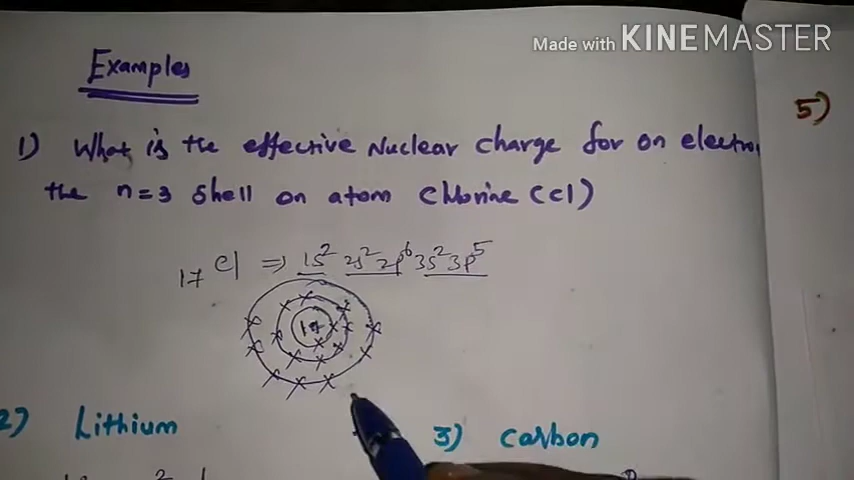 Made with KINEMASTER
Examples
5)
1) What is the effective Nuclear charge for on electron
the n=3 shell on atom Chlorine (Cl)
17 Cl ⇒ 1s² 2s² 2p⁶ 3s² 3p⁵
17
2) Lithium
3) carbon